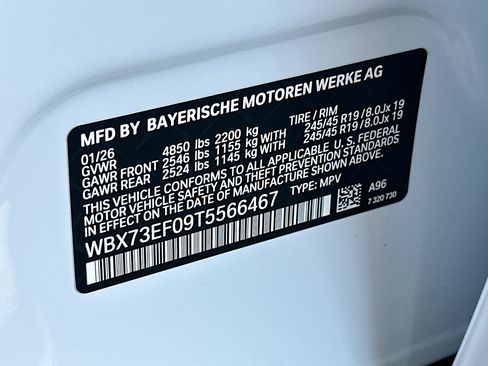 MFD BY BAYERISCHE MOTOREN WERKE AG
01/26 TIRE / RIM
GVWR 4850 lbs 2200 kg
GAWR FRONT 2546 lbs 1155 kg WITH 245/45 R19 / 8.0Jx 19
GAWR REAR 2524 lbs 1145 kg WITH 245/45 R19 / 8.0Jx 19
THIS VEHICLE CONFORMS TO ALL APPLICABLE U.S. FEDERAL
MOTOR VEHICLE SAFETY AND THEFT PREVENTION STANDARDS
IN EFFECT ON THE DATE OF MANUFACTURE SHOWN ABOVE.
WBX73EF09T5566467 TYPE: MPV
A96
7 320 730